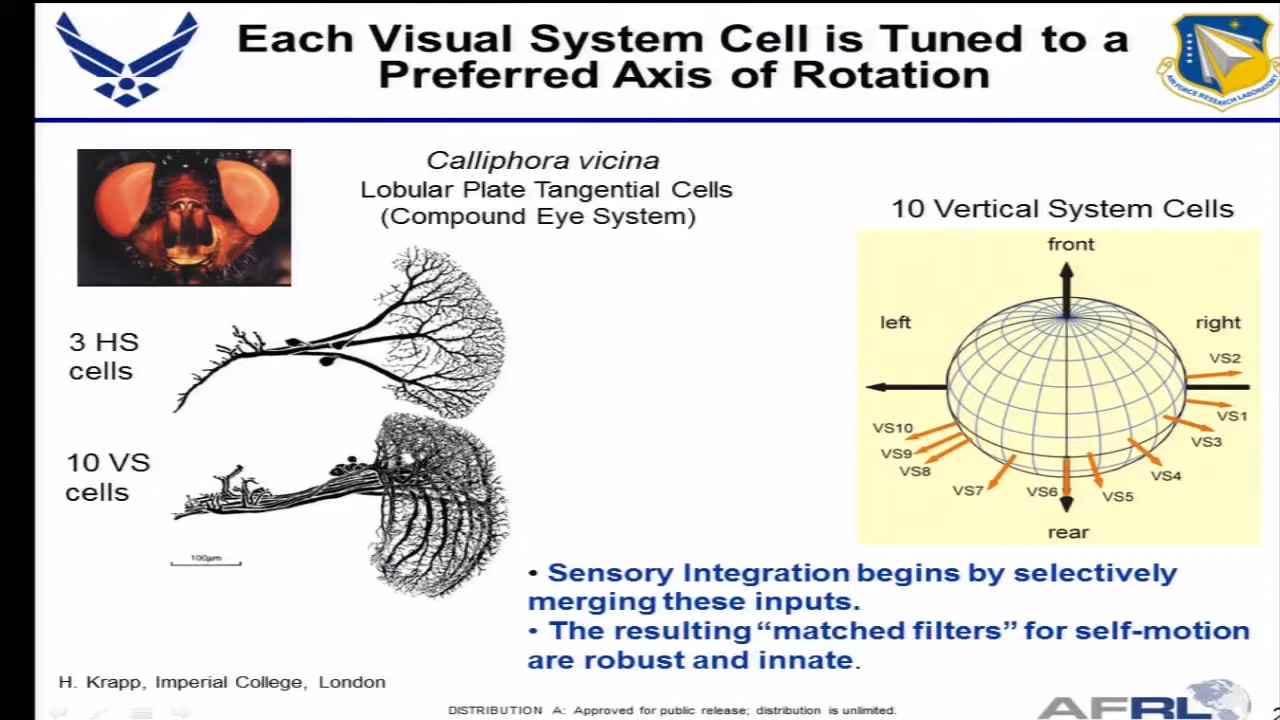 Each Visual System Cell is Tuned to a
Preferred Axis of Rotation
AIR FORCE RESEARCH LABORATORY
Calliphora vicina
Lobular Plate Tangential Cells
(Compound Eye System)
3 HS
cells
10 VS
cells
100µm
10 Vertical System Cells
front
left
right
VS2
VS1
VS3
VS4
VS5
VS6
VS7
VS8
VS9
VS10
rear
• Sensory Integration begins by selectively
merging these inputs.
• The resulting “matched filters” for self-motion
are robust and innate.
H. Krapp, Imperial College, London
DISTRIBUTION A: Approved for public release; distribution is unlimited.
AFRL